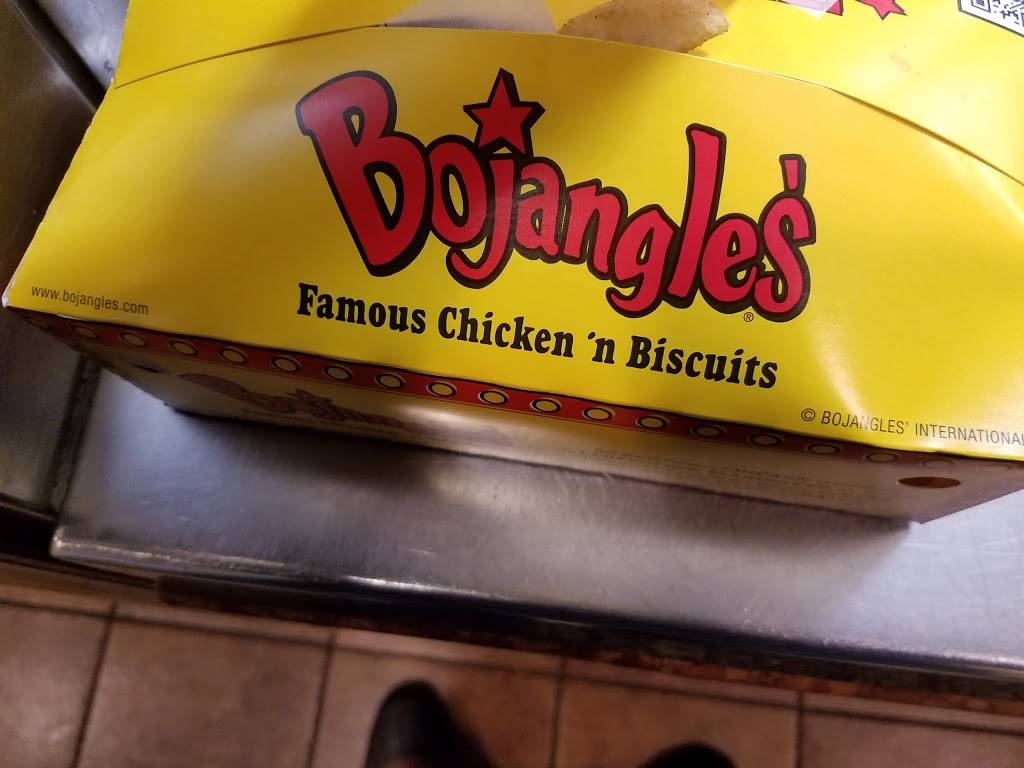 Bojangles'
®
Famous Chicken 'n Biscuits
www.bojangles.com
© BOJANGLES' INTERNATIONAL